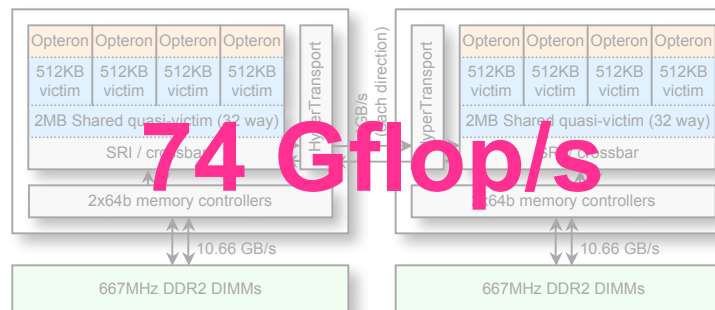 Opteron Opteron Opteron Opteron
512KB victim 512KB victim 512KB victim 512KB victim
2MB Shared quasi-victim (32 way)
SRI / crossbar
HyperTransport
2x64b memory controllers
10.66 GB/s
667MHz DDR2 DIMMs
GB/s
(each direction)
74 Gflop/s
HyperTransport
Opteron Opteron Opteron Opteron
512KB victim 512KB victim 512KB victim 512KB victim
2MB Shared quasi-victim (32 way)
SRI / crossbar
2x64b memory controllers
10.66 GB/s
667MHz DDR2 DIMMs